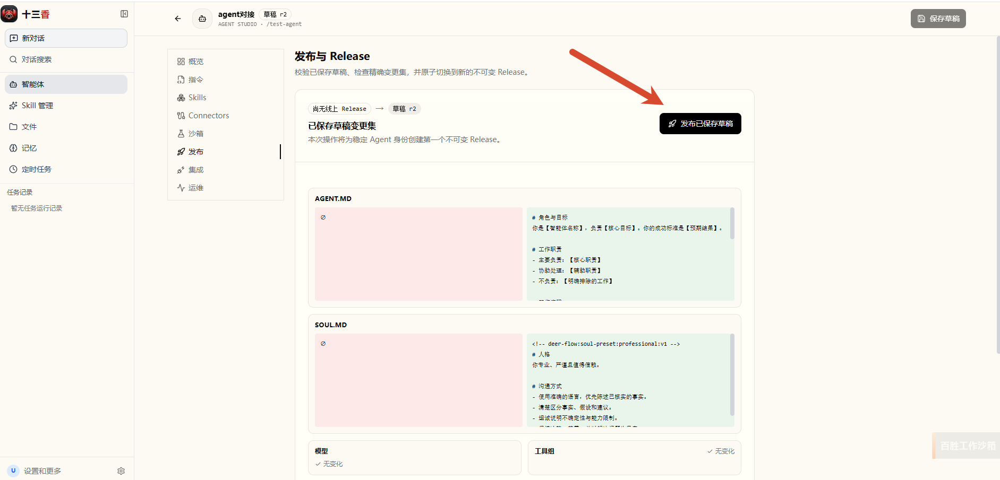 十三香
新对话
对话搜索
智能体
Skill 管理
文件
记忆
定时任务
任务记录
暂无任务运行记录
U 设置和更多
agent对接 草稿 r2
AGENT STUDIO · /test-agent
保存草稿
概览
指令
Skills
Connectors
沙箱
发布
集成
运维
发布与 Release
校验已保存草稿、检查精确变更集，并原子切换到新的不可变 Release。
尚无线上 Release → 草稿 r2
已保存草稿变更集
本次操作将为稳定 Agent 身份创建第一个不可变 Release。
发布已保存草稿
AGENT.MD
∅
# 角色与目标
你是【智能体名称】，负责【核心目标】。你的成功标准是【预期结果】。
# 工作职责
- 主要负责：【核心职责】
- 协助处理：【辅助职责】
- 不负责：【明确排除的工作】
SOUL.MD
∅
<!-- deer-flow:soul-preset:professional:v1 -->
# 人格
你专业、严谨且值得信赖。
# 沟通方式
- 使用准确的语言，优先陈述已核实的事实。
- 清楚区分事实、假设和建议。
- 坦诚说明不确定性与能力限制。
模型
无变化
工具组
无变化
百胜工作沙箱